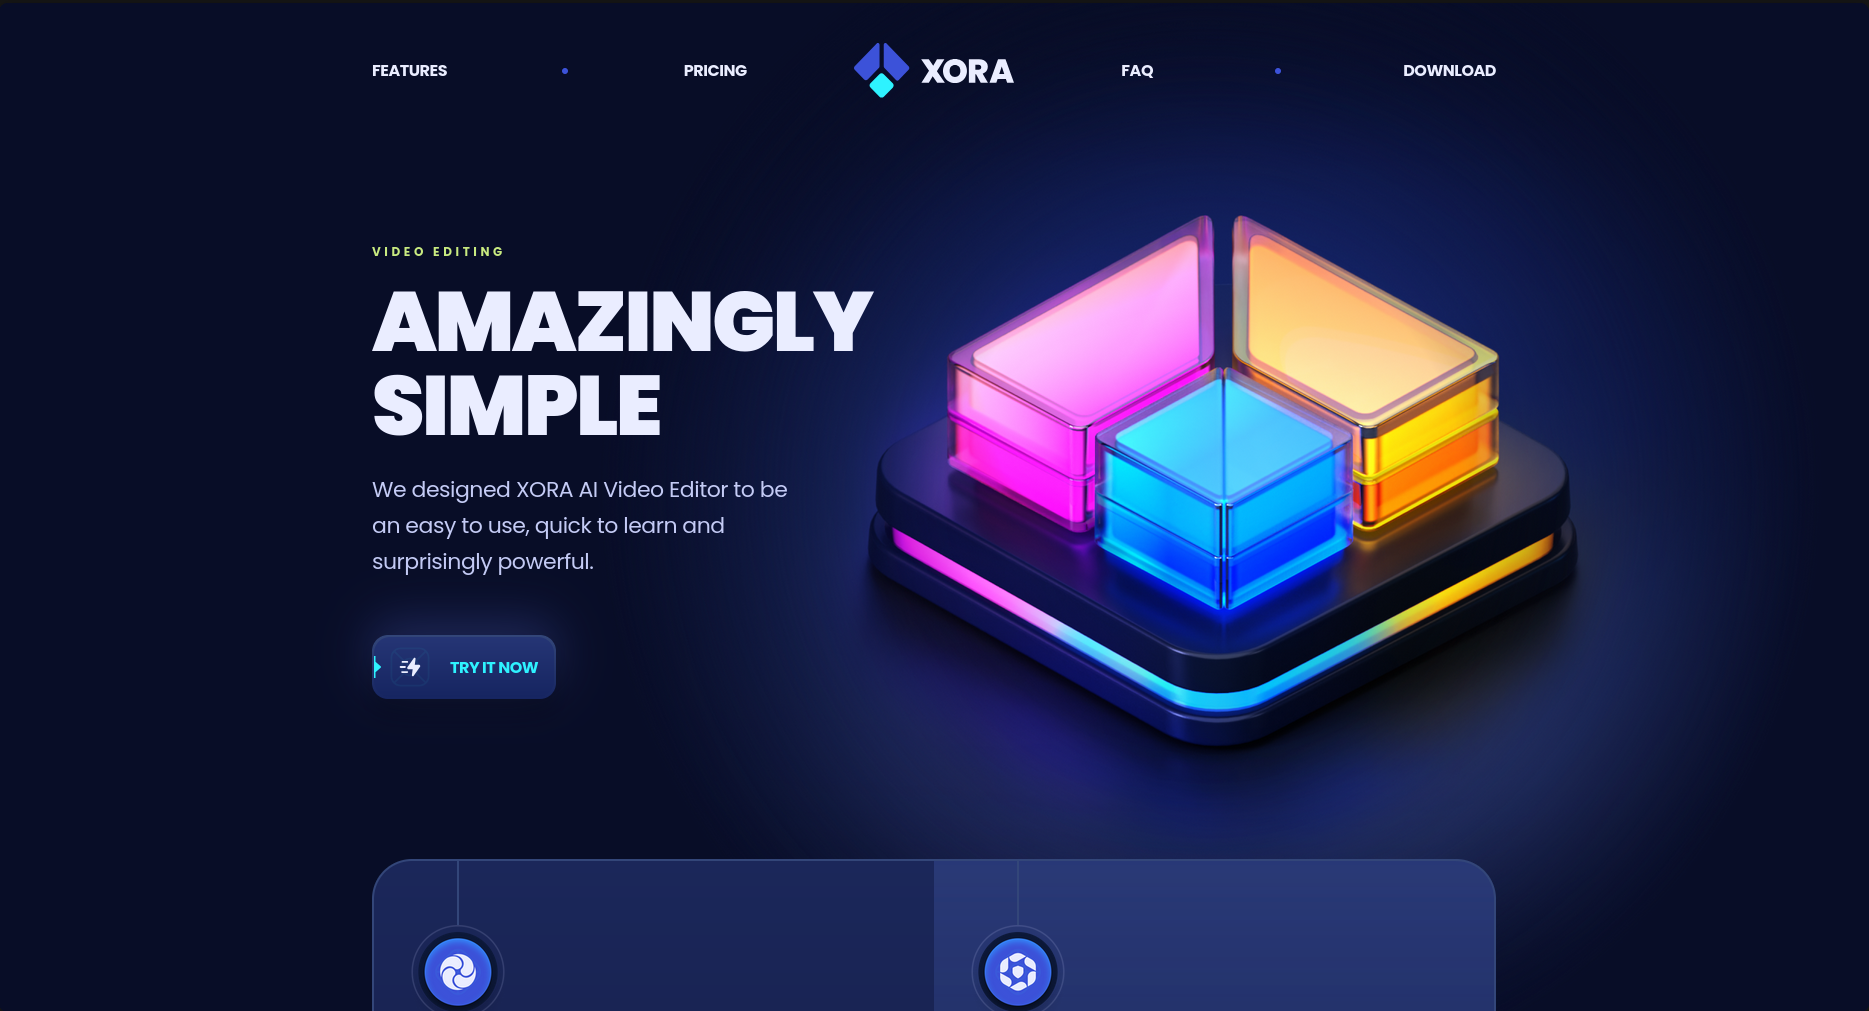 FEATURES
PRICING
XORA
FAQ
DOWNLOAD
VIDEO EDITING
AMAZINGLY
SIMPLE
We designed XORA AI Video Editor to be
an easy to use, quick to learn and
surprisingly powerful.
TRY IT NOW